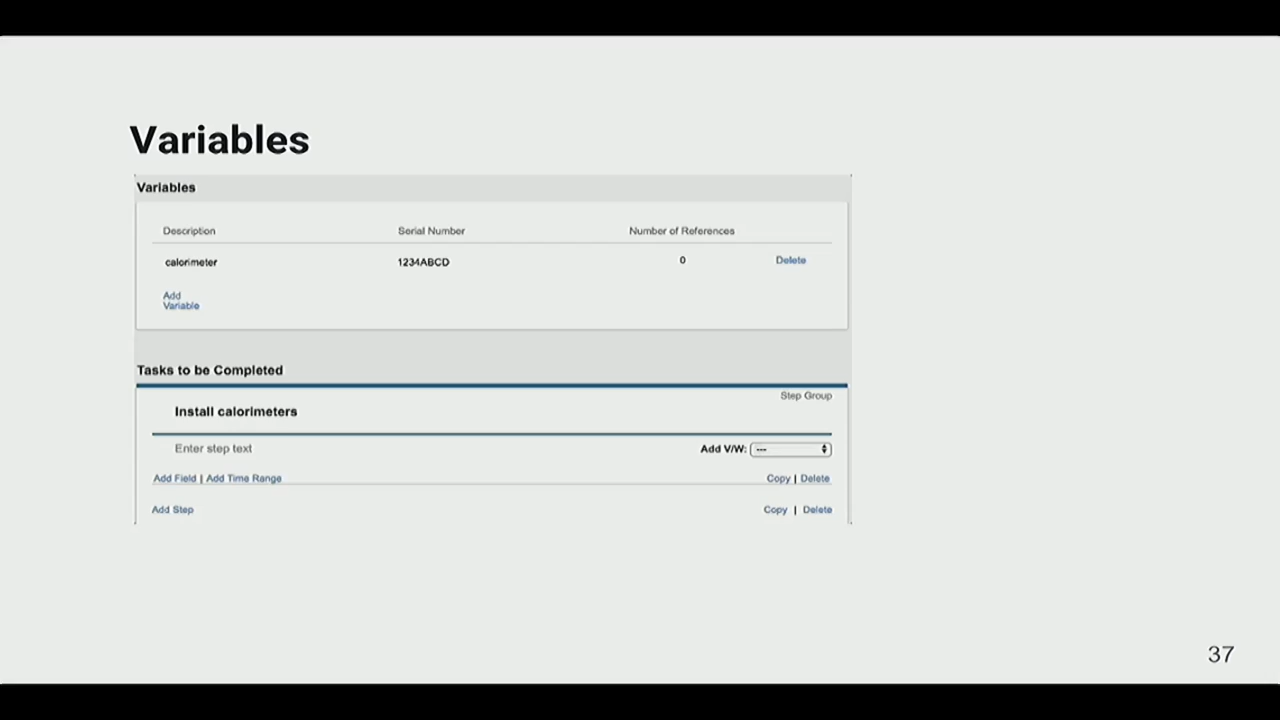 Variables
Variables
Description Serial Number Number of References
calorimeter 1234ABCD 0 Delete
Add
Variable
Tasks to be Completed
Step Group
Install calorimeters
Enter step text Add V/W: ---
Add Field | Add Time Range Copy | Delete
Add Step Copy | Delete
37